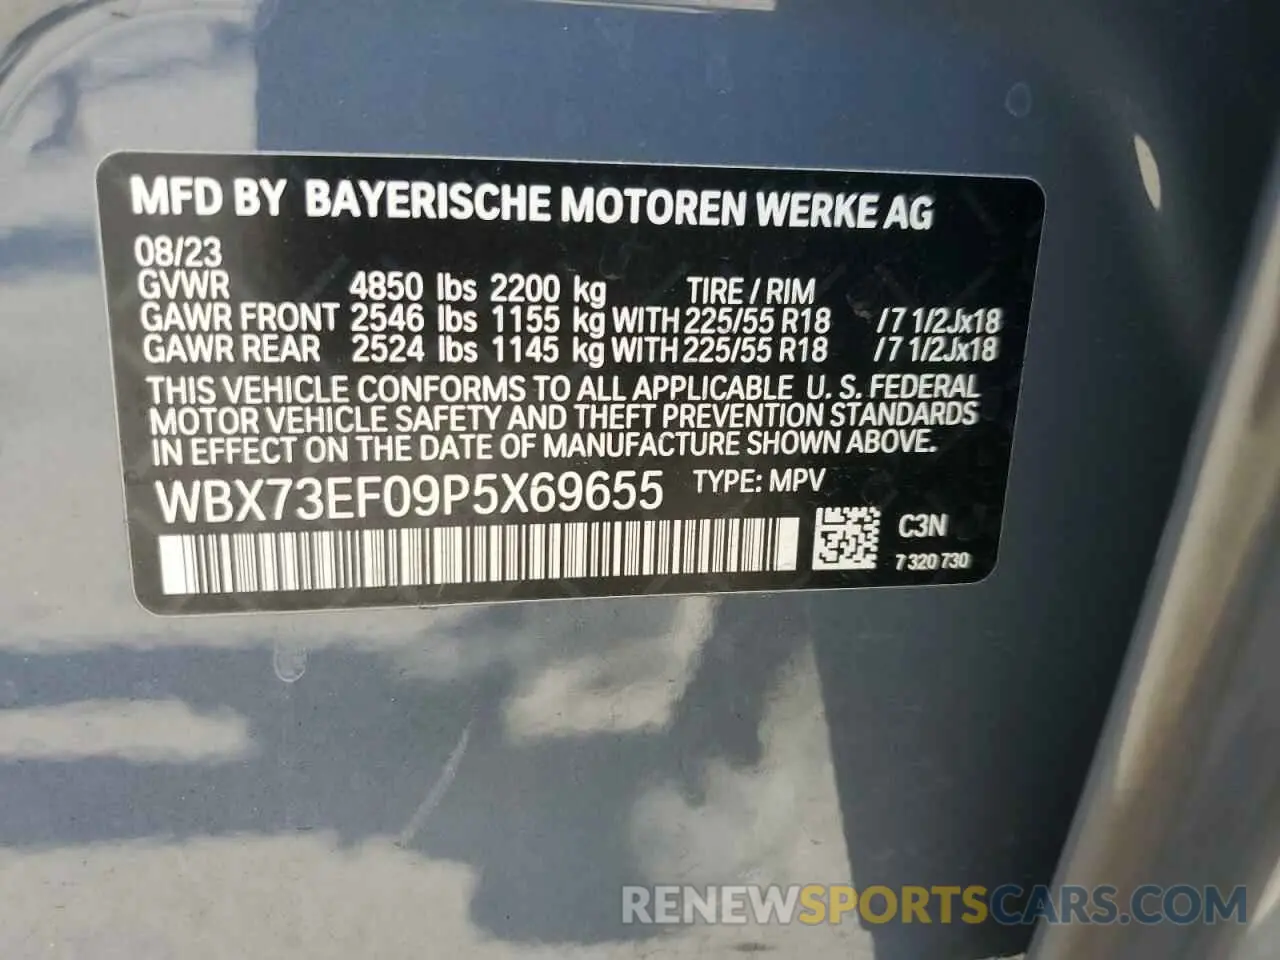 MFD BY BAYERISCHE MOTOREN WERKE AG
08/23
GVWR 4850 lbs 2200 kg TIRE / RIM
GAWR FRONT 2546 lbs 1155 kg WITH 225/55 R18 /7 1/2Jx18
GAWR REAR 2524 lbs 1145 kg WITH 225/55 R18 /7 1/2Jx18
THIS VEHICLE CONFORMS TO ALL APPLICABLE U. S. FEDERAL
MOTOR VEHICLE SAFETY AND THEFT PREVENTION STANDARDS
IN EFFECT ON THE DATE OF MANUFACTURE SHOWN ABOVE.
WBX73EF09P5X69655 TYPE: MPV
C3N
7 320 730
RENEWSPORTSCARS.COM